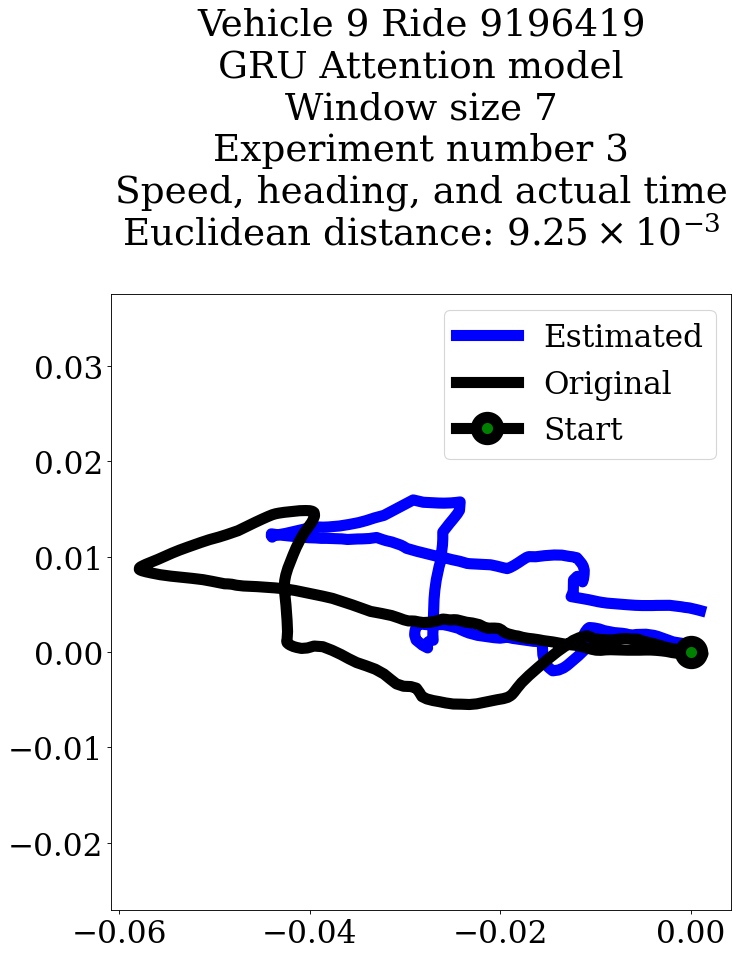 Vehicle 9 Ride 9196419
GRU Attention model
Window size 7
Experiment number 3
Speed, heading, and actual time
Euclidean distance: 9.25 × 10⁻³
Estimated
Original
Start
0.03
0.02
0.01
0.00
−0.01
−0.02
−0.06
−0.04
−0.02
0.00